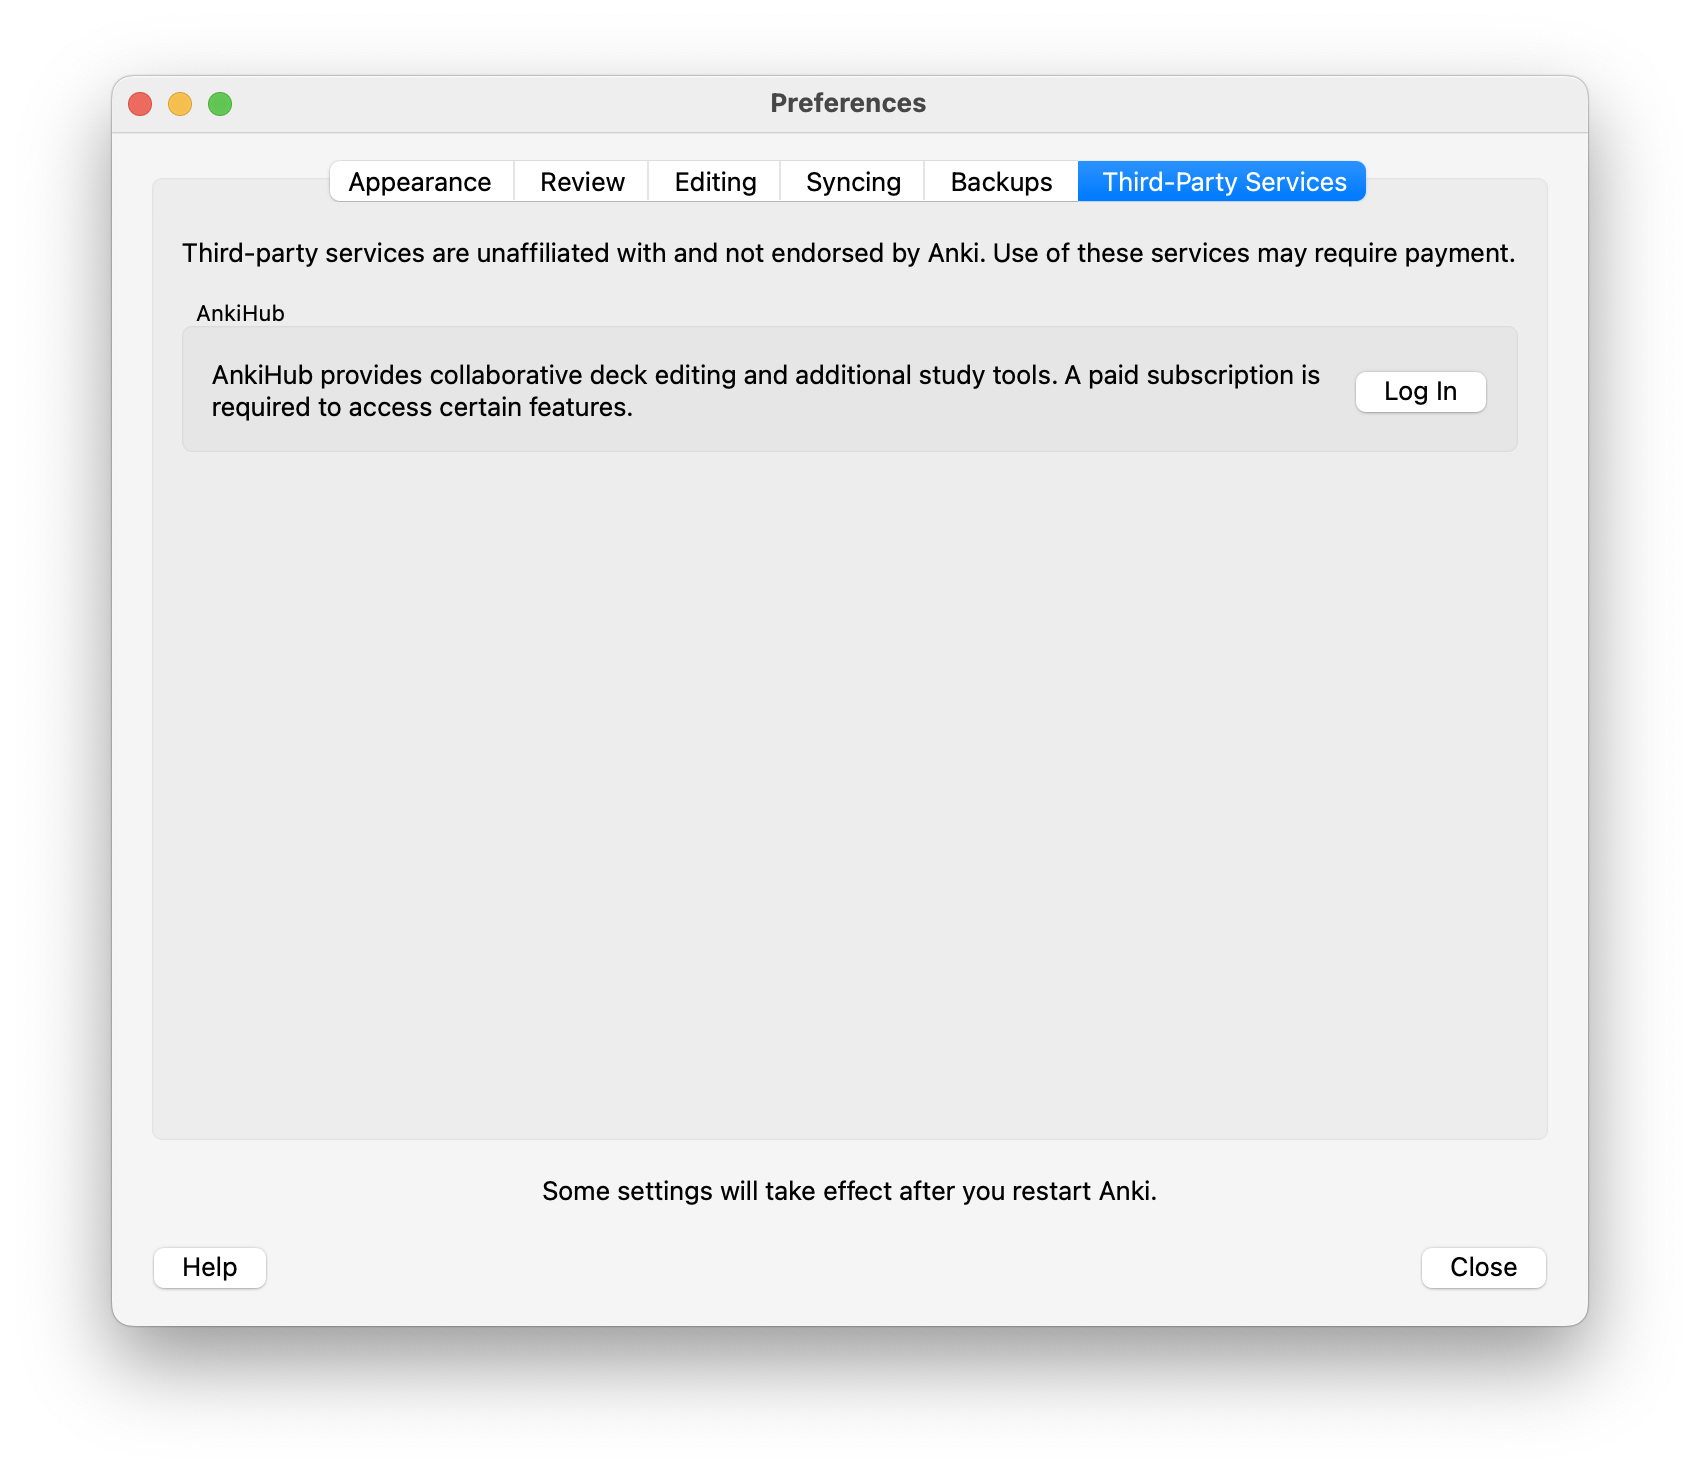 Preferences
Appearance Review Editing Syncing Backups Third-Party Services
Third-party services are unaffiliated with and not endorsed by Anki. Use of these services may require payment.
AnkiHub
AnkiHub provides collaborative deck editing and additional study tools. A paid subscription is
required to access certain features.
Log In
Some settings will take effect after you restart Anki.
Help
Close